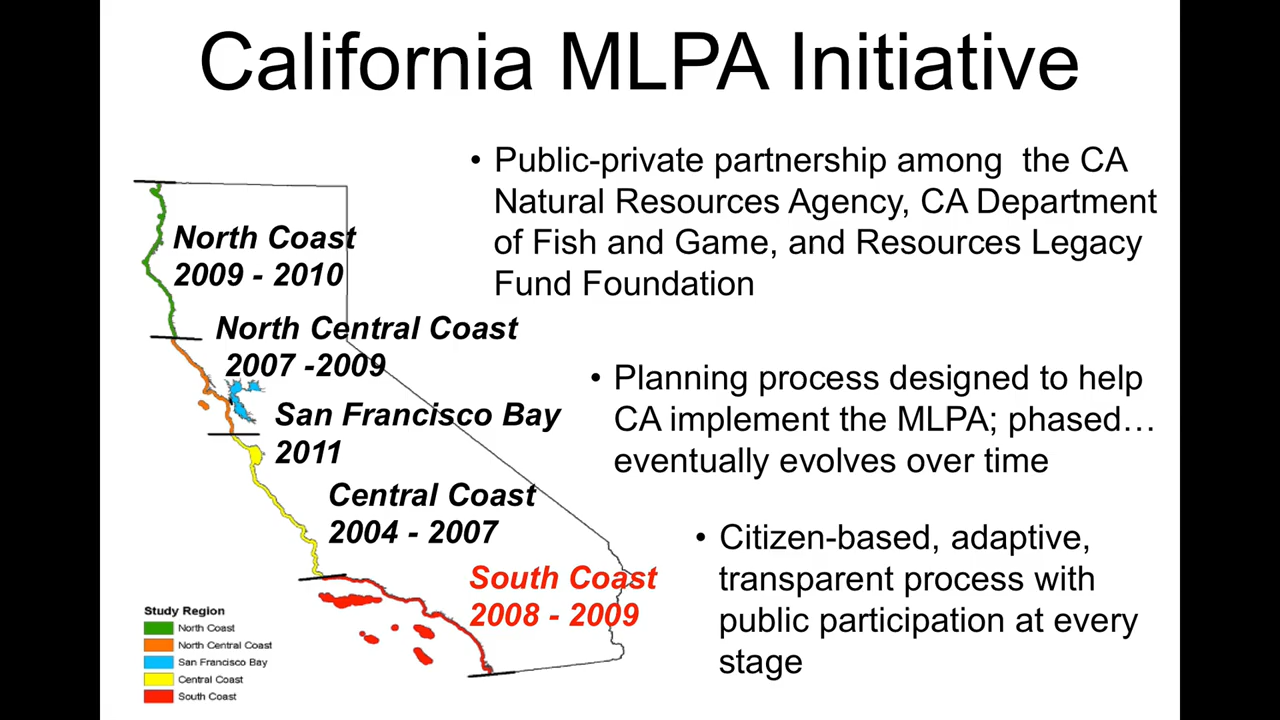 California MLPA Initiative
• Public-private partnership among  the CA
Natural Resources Agency, CA Department
of Fish and Game, and Resources Legacy
Fund Foundation
North Coast
2009 - 2010
North Central Coast
2007 -2009
• Planning process designed to help
CA implement the MLPA; phased…
eventually evolves over time
San Francisco Bay
2011
Central Coast
2004 - 2007
• Citizen-based, adaptive,
transparent process with
public participation at every
stage
South Coast
2008 - 2009
Study Region
North Coast
North Central Coast
San Francisco Bay
Central Coast
South Coast